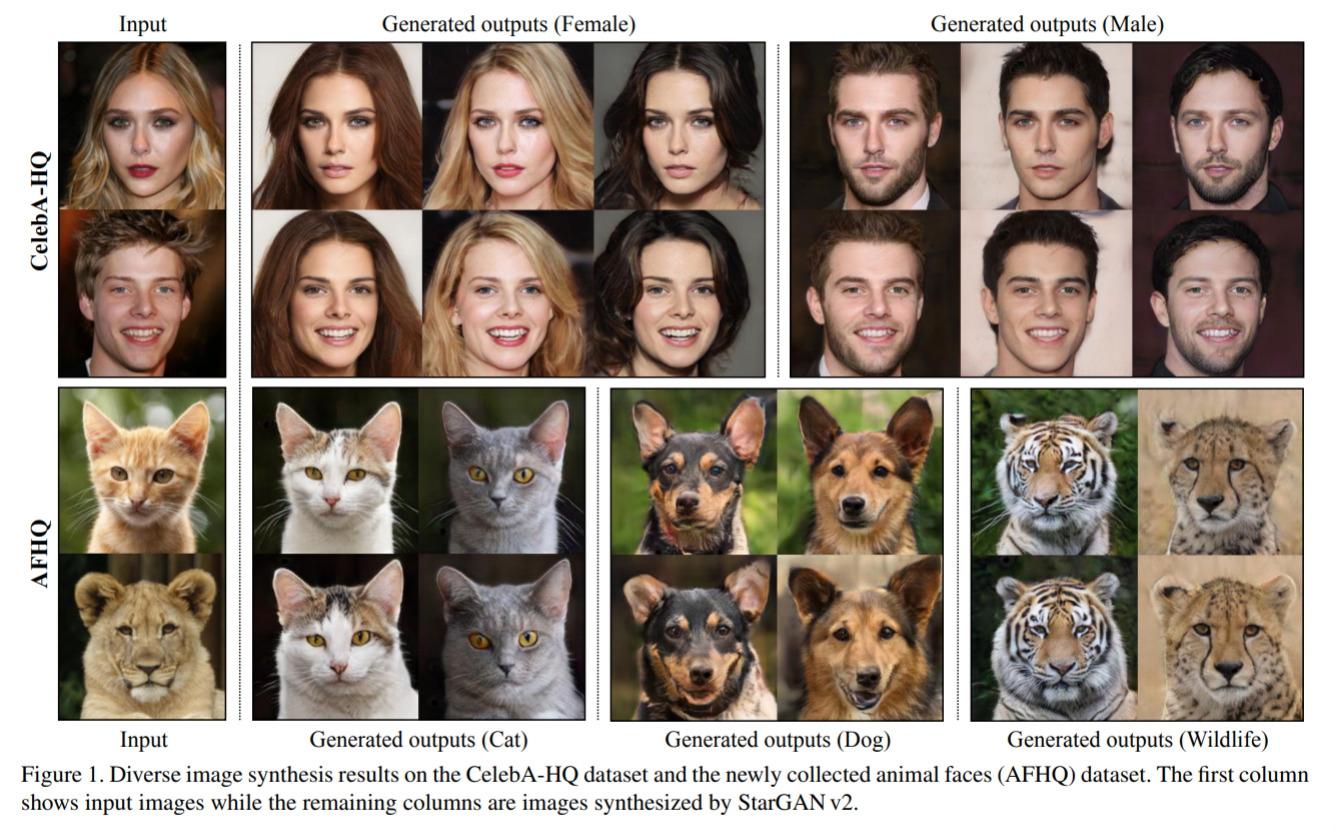 Input
Generated outputs (Female)
Generated outputs (Male)
CelebA-HQ
AFHQ
Input
Generated outputs (Cat)
Generated outputs (Dog)
Generated outputs (Wildlife)
Figure 1. Diverse image synthesis results on the CelebA-HQ dataset and the newly collected animal faces (AFHQ) dataset. The first column
shows input images while the remaining columns are images synthesized by StarGAN v2.